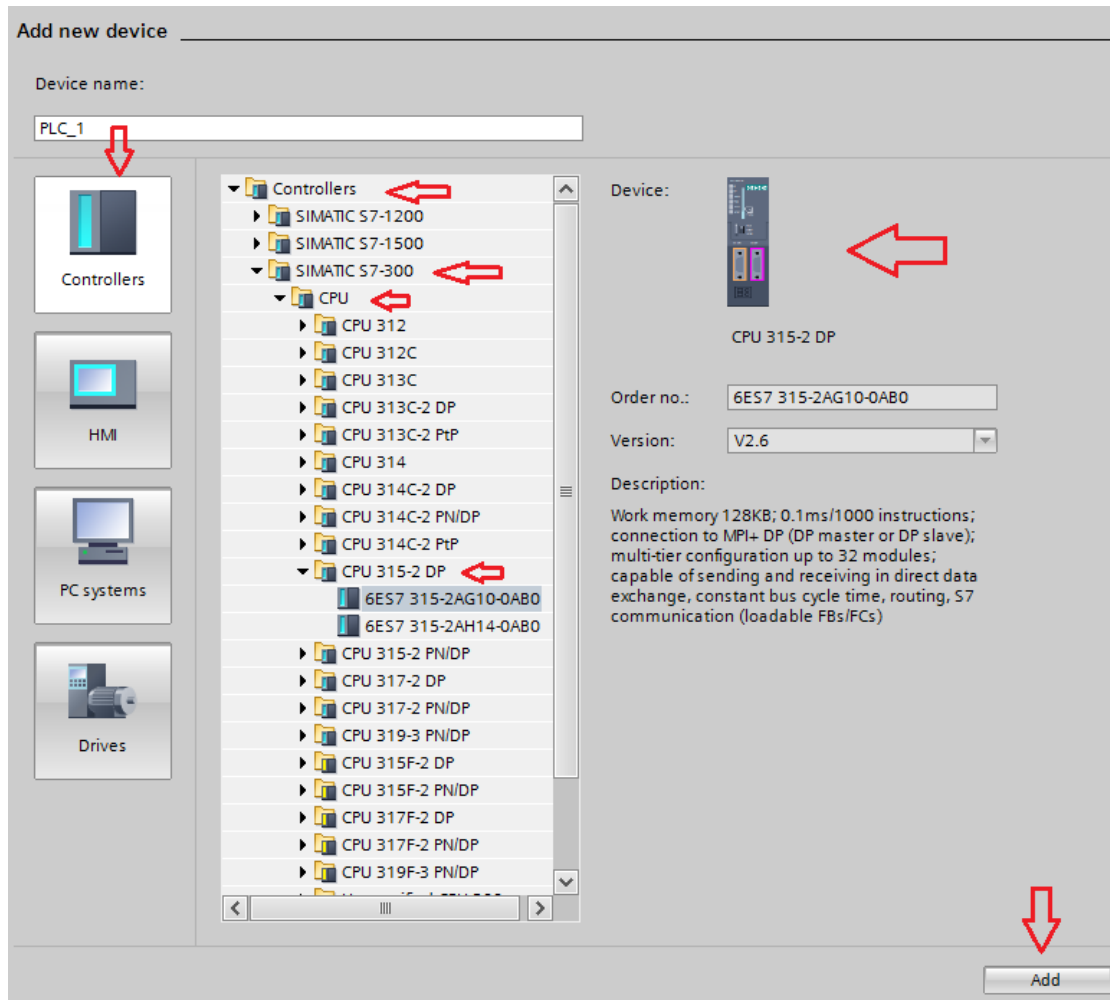 Add new device
Device name:
PLC_1
Controllers
HMI
PC systems
Drives
Controllers
SIMATIC S7-1200
SIMATIC S7-1500
SIMATIC S7-300
CPU
CPU 312
CPU 312C
CPU 313C
CPU 313C-2 DP
CPU 313C-2 PtP
CPU 314
CPU 314C-2 DP
CPU 314C-2 PN/DP
CPU 314C-2 PtP
CPU 315-2 DP
6ES7 315-2AG10-0AB0
6ES7 315-2AH14-0AB0
CPU 315-2 PN/DP
CPU 317-2 DP
CPU 317-2 PN/DP
CPU 319-3 PN/DP
CPU 315F-2 DP
CPU 315F-2 PN/DP
CPU 317F-2 DP
CPU 317F-2 PN/DP
CPU 319F-3 PN/DP
Device:
CPU 315-2 DP
Order no.: 6ES7 315-2AG10-0AB0
Version: V2.6
Description:
Work memory 128KB; 0.1ms/1000 instructions;
connection to MPI+ DP (DP master or DP slave);
multi-tier configuration up to 32 modules;
capable of sending and receiving in direct data
exchange, constant bus cycle time, routing, S7
communication (loadable FBs/FCs)
Add